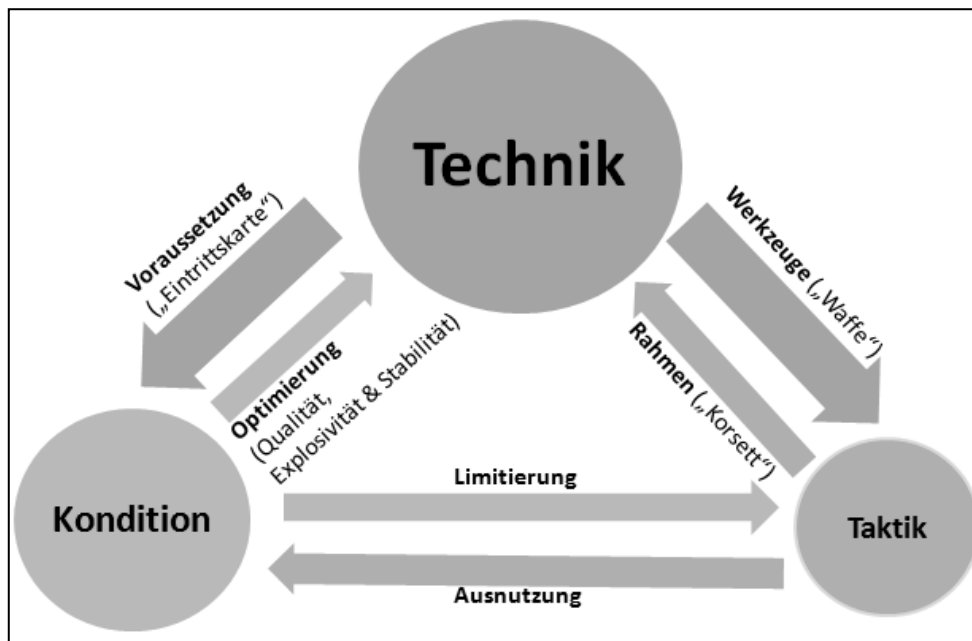 Technik
Voraussetzung
(„Eintrittskarte“)
Werkzeuge („Waffe“)
Optimierung
(Qualität,
Explosivität & Stabilität)
Rahmen („Korsett“)
Limitierung
Kondition
Taktik
Ausnutzung